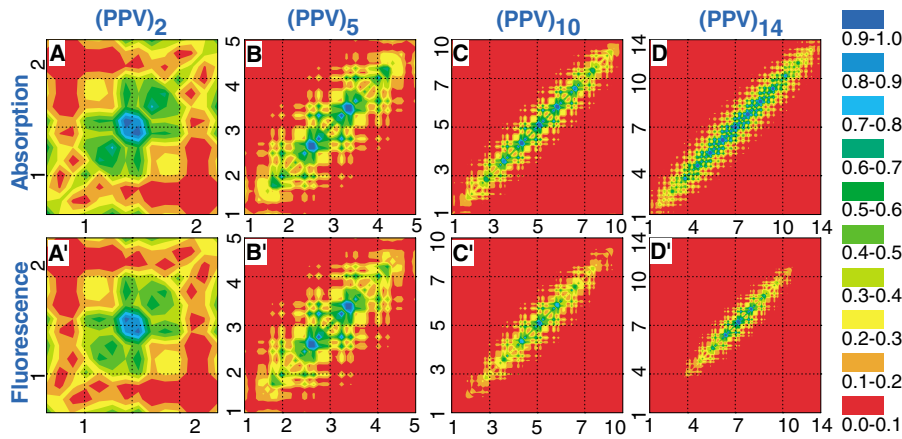 (PPV)2 (PPV)5 (PPV)10 (PPV)14
Absorption
A B C D
2 5 10 14
4 7 10
3 5 7
2 3 4
1 1 1 1
1 2 1 2 3 4 5 1 3 5 7 10 1 4 7 10 14
Fluorescence
A' B' C' D'
2 5 10 14
4 7 10
3 5 7
2 3 4
1 1 1 1
1 2 1 2 3 4 5 1 3 5 7 10 1 4 7 10 14
0.9-1.0
0.8-0.9
0.7-0.8
0.6-0.7
0.5-0.6
0.4-0.5
0.3-0.4
0.2-0.3
0.1-0.2
0.0-0.1